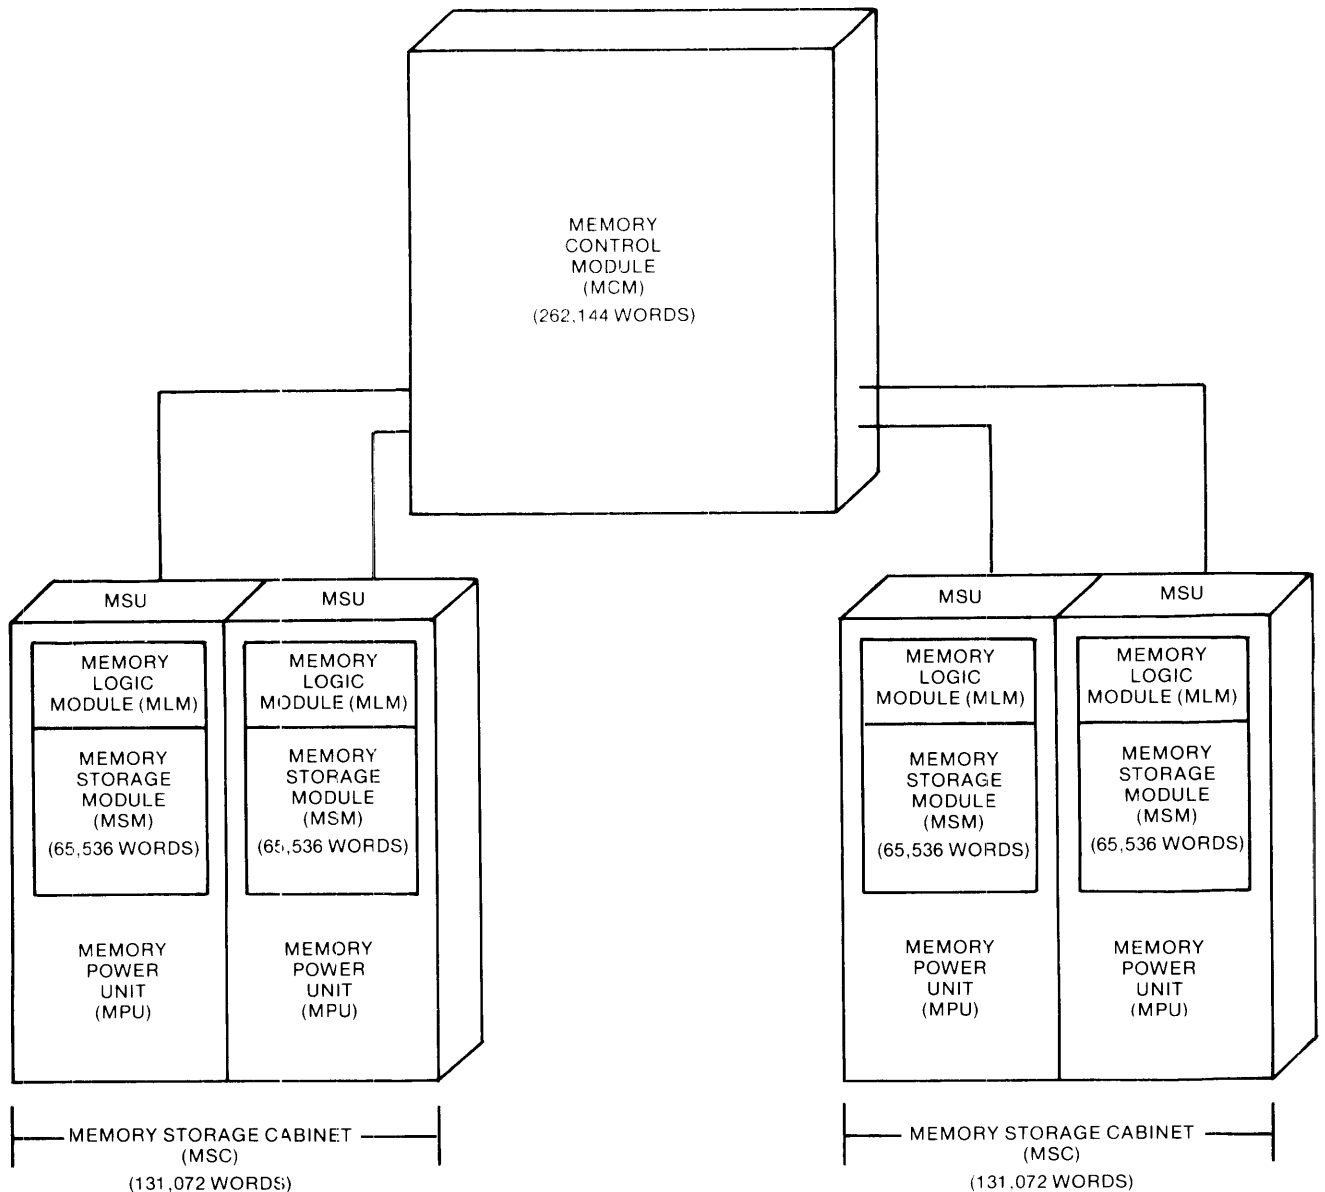 MEMORY
CONTROL
MODULE
(MCM)
(262,144 WORDS)
MSU
MEMORY
LOGIC
MODULE (MLM)
MEMORY
STORAGE
MODULE
(MSM)
(65,536 WORDS)
MEMORY
POWER
UNIT
(MPU)
MSU
MEMORY
LOGIC
MODULE (MLM)
MEMORY
STORAGE
MODULE
(MSM)
(65,536 WORDS)
MEMORY
POWER
UNIT
(MPU)
MEMORY STORAGE CABINET
(MSC)
(131,072 WORDS)
MSU
MEMORY
LOGIC
MODULE (MLM)
MEMORY
STORAGE
MODULE
(MSM)
(65,536 WORDS)
MEMORY
POWER
UNIT
(MPU)
MSU
MEMORY
LOGIC
MODULE (MLM)
MEMORY
STORAGE
MODULE
(MSM)
(65,536 WORDS)
MEMORY
POWER
UNIT
(MPU)
MEMORY STORAGE CABINET
(MSC)
(131,072 WORDS)